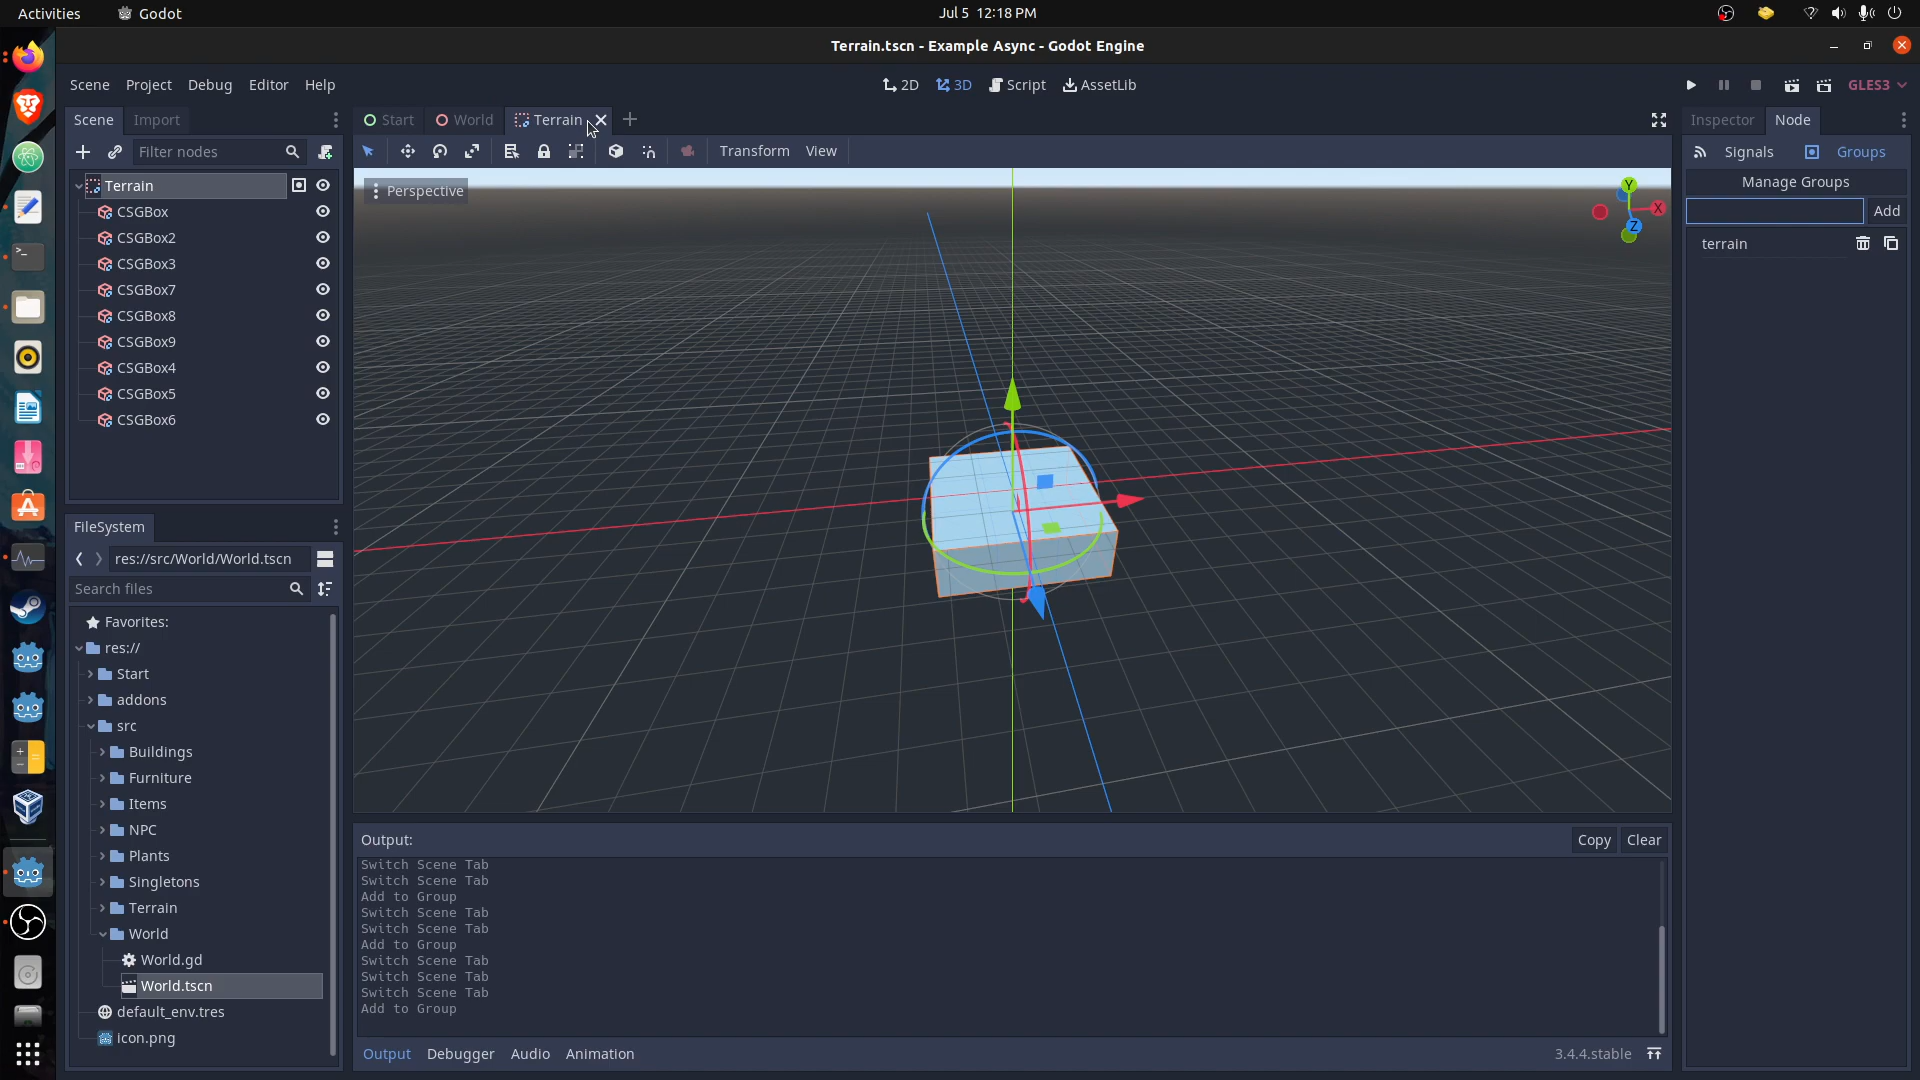 Activities Godot Jul 5 12:18 PM
Terrain.tscn - Example Async - Godot Engine
Scene Project Debug Editor Help 2D 3D Script AssetLib GLES3
Scene Import
Filter nodes
Terrain
CSGBox
CSGBox2
CSGBox3
CSGBox7
CSGBox8
CSGBox9
CSGBox4
CSGBox5
CSGBox6
FileSystem
res://src/World/World.tscn
Search files
Favorites:
res://
Start
addons
src
Buildings
Furniture
Items
NPC
Plants
Singletons
Terrain
World
World.gd
World.tscn
default_env.tres
icon.png
Start World Terrain
Transform View
Perspective
Y
X
Z
Output:
Copy Clear
Switch Scene Tab
Switch Scene Tab
Add to Group
Switch Scene Tab
Switch Scene Tab
Add to Group
Switch Scene Tab
Switch Scene Tab
Switch Scene Tab
Add to Group
Output Debugger Audio Animation 3.4.4.stable
Inspector Node
Signals Groups
Manage Groups
Add
terrain